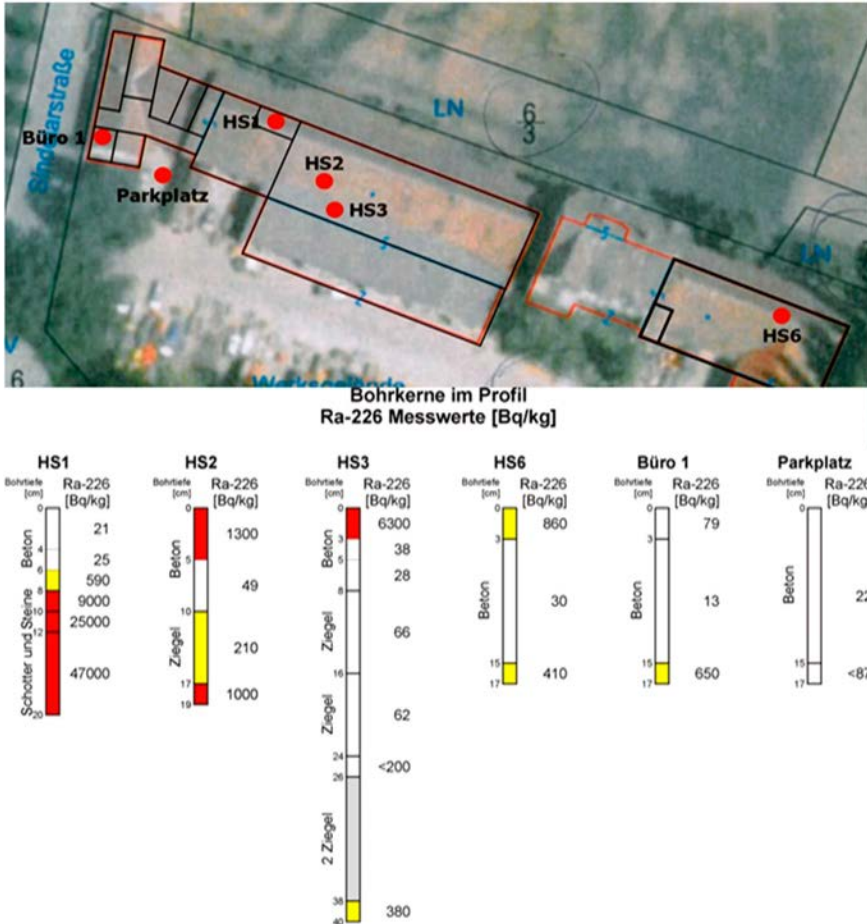 LN
6
3
HS1
Büro 1
HS2
Parkplatz
HS3
LN
HS6
6
Bohrkerne im Profil
Ra-226 Messwerte [Bq/kg]
HS1
Bohrtiefe [cm]
Ra-226 [Bq/kg]
0
4
6
8
10
12
20
Beton
Schotter und Steine
21
25
590
9000
25000
47000
HS2
Bohrtiefe [cm]
Ra-226 [Bq/kg]
0
5
10
17
19
Beton
Ziegel
1300
49
210
1000
HS3
Bohrtiefe [cm]
Ra-226 [Bq/kg]
0
3
5
8
16
24
26
38
40
Beton
Ziegel
Ziegel
2 Ziegel
6300
38
28
66
62
<200
380
HS6
Bohrtiefe [cm]
Ra-226 [Bq/kg]
0
3
15
17
Beton
860
30
410
Büro 1
Bohrtiefe [cm]
Ra-226 [Bq/kg]
0
3
15
17
Beton
79
13
650
Parkplatz
Bohrtiefe [cm]
Ra-226 [Bq/kg]
0
15
17
22
<87